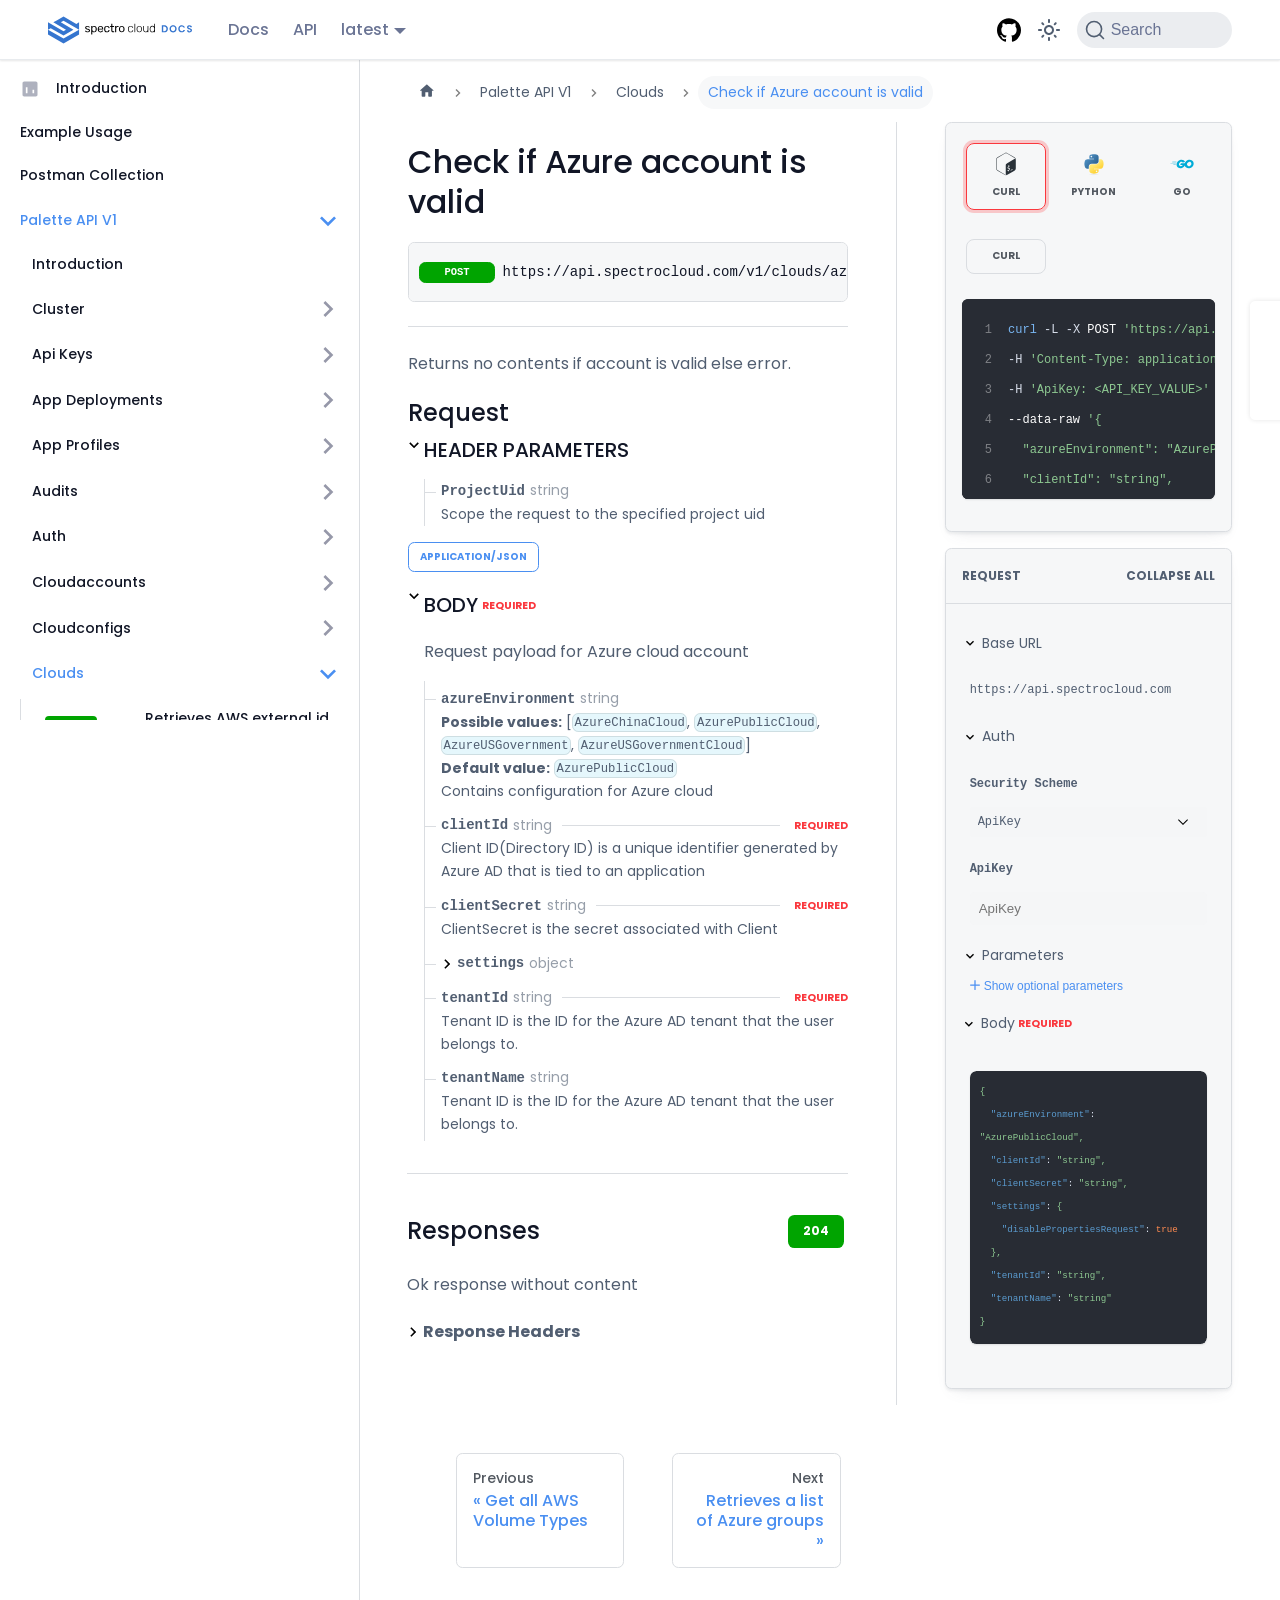 spectro cloud DOCS
Docs
API
latest
Search
Introduction
Example Usage
Postman Collection
Palette API V1
Introduction
Cluster
Api Keys
App Deployments
App Profiles
Audits
Auth
Cloudaccounts
Cloudconfigs
Clouds
Retrieves AWS external id
Palette API V1
Clouds
Check if Azure account is valid
Check if Azure account is
valid
POST https://api.spectrocloud.com/v1/clouds/az
Returns no contents if account is valid else error.
Request
HEADER PARAMETERS
ProjectUid string
Scope the request to the specified project uid
APPLICATION/JSON
BODY REQUIRED
Request payload for Azure cloud account
azureEnvironment string
Possible values: [AzureChinaCloud, AzurePublicCloud,
AzureUSGovernment, AzureUSGovernmentCloud]
Default value: AzurePublicCloud
Contains configuration for Azure cloud
clientId string REQUIRED
Client ID(Directory ID) is a unique identifier generated by
Azure AD that is tied to an application
clientSecret string REQUIRED
ClientSecret is the secret associated with Client
settings object
tenantId string REQUIRED
Tenant ID is the ID for the Azure AD tenant that the user
belongs to.
tenantName string
Tenant ID is the ID for the Azure AD tenant that the user
belongs to.
Responses
204
Ok response without content
Response Headers
Previous
« Get all AWS
Volume Types
Next
Retrieves a list
of Azure groups
»
CURL
PYTHON
GO
GO
CURL
1 curl -L -X POST 'https://api.
2 -H 'Content-Type: application
3 -H 'ApiKey: <API_KEY_VALUE>'
4 --data-raw '{
5 "azureEnvironment": "AzureP
6 "clientId": "string",
REQUEST
COLLAPSE ALL
Base URL
https://api.spectrocloud.com
Auth
Security Scheme
ApiKey
ApiKey
ApiKey
Parameters
+ Show optional parameters
Body REQUIRED
{
"azureEnvironment":
"AzurePublicCloud",
"clientId": "string",
"clientSecret": "string",
"settings": {
"disablePropertiesRequest": true
},
"tenantId": "string",
"tenantName": "string"
}